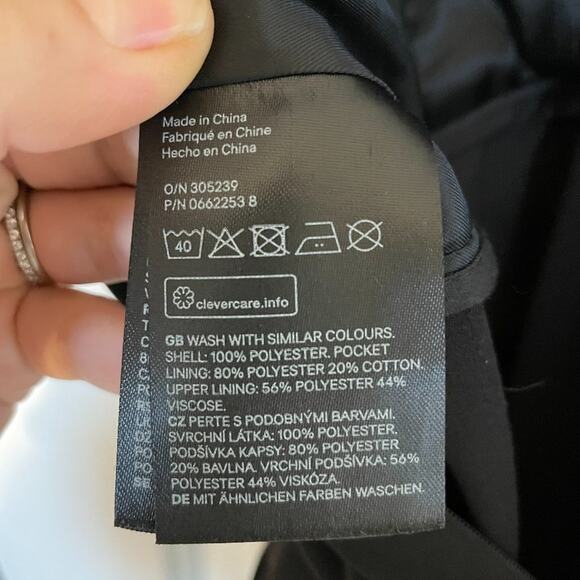 Made in China
Fabriqué en Chine
Hecho en China
O/N 305239
P/N 0662253 8
40
clevercare.info
GB WASH WITH SIMILAR COLOURS.
SHELL: 100% POLYESTER. POCKET
LINING: 80% POLYESTER 20% COTTON.
UPPER LINING: 56% POLYESTER 44%
VISCOSE.
CZ PERTE S PODOBNÝMI BARVAMI.
SVRCHNÍ LÁTKA: 100% POLYESTER.
PODŠÍVKA KAPSY: 80% POLYESTER
20% BAVLNA. VRCHNÍ PODŠÍVKA: 56%
POLYESTER 44% VISKÓZA.
DE MIT ÄHNLICHEN FARBEN WASCHEN.